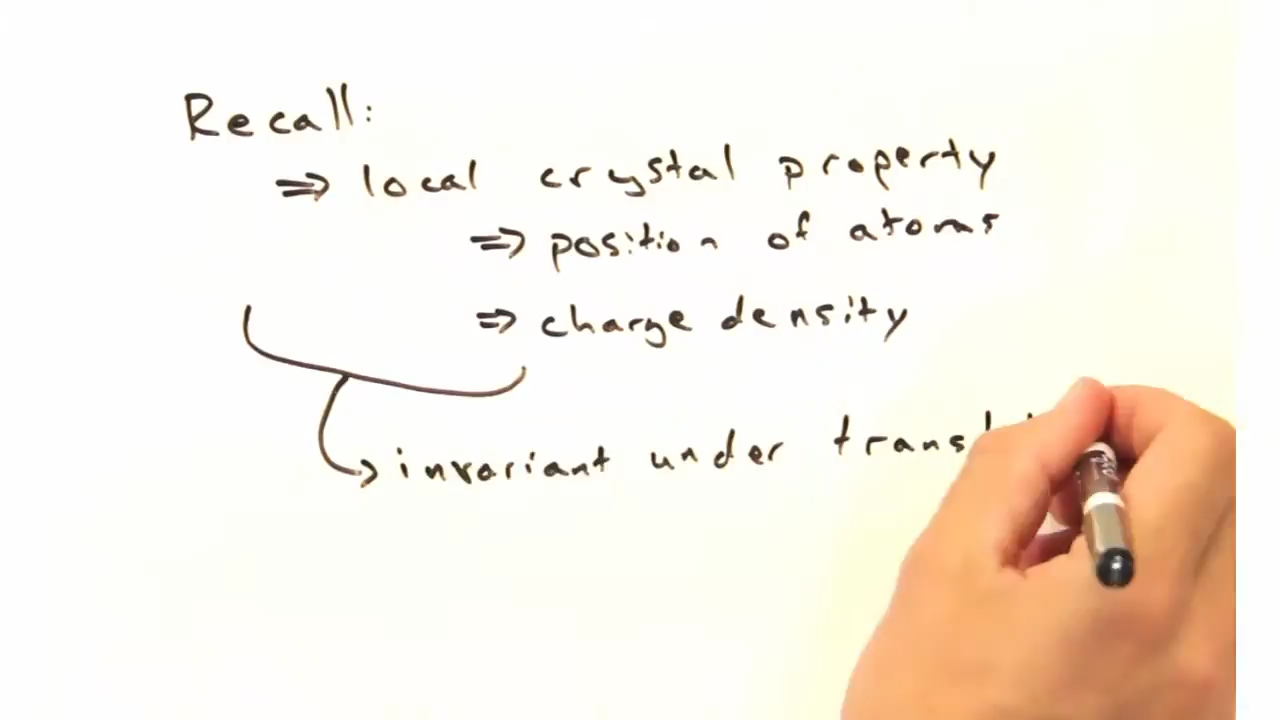 Recall:
⇒ local crystal property
⇒ position of atoms
⇒ charge density
→ invariant under